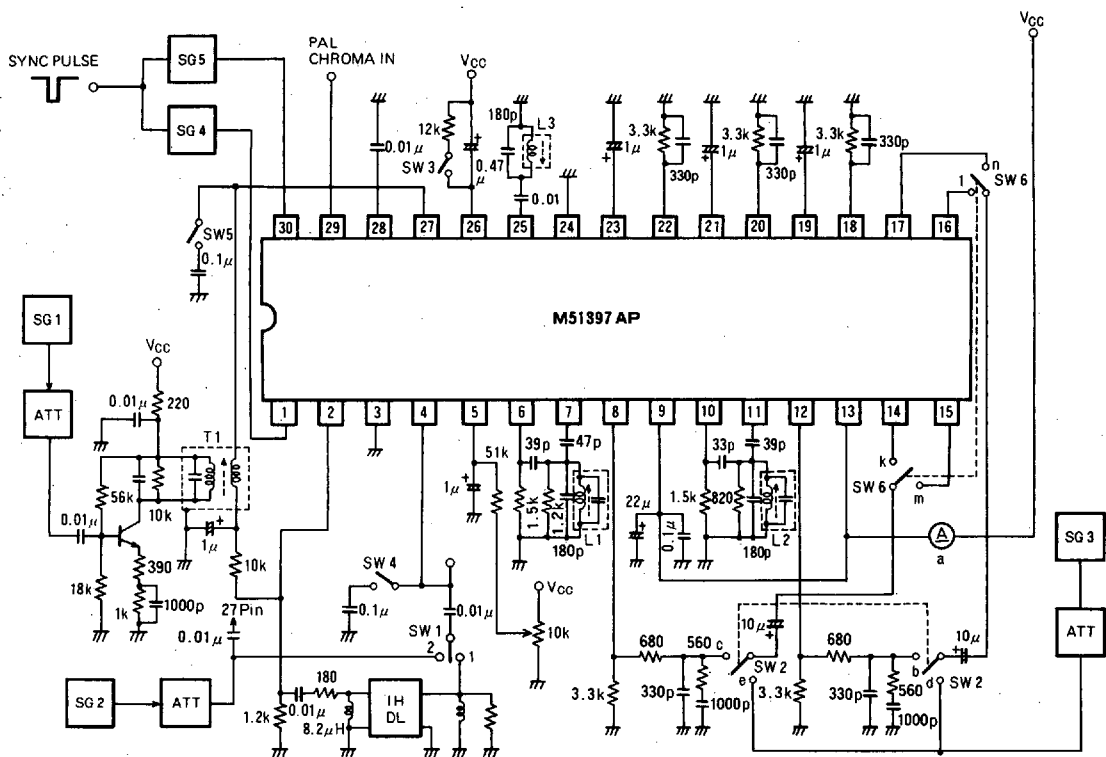 SYNC PULSE
SG5
SG4
PAL
CHROMA IN
VCC
VCC
12k
SW3
0.47
μ
0.01μ
180p
L3
0.01
3.3k
1μ
330p
3.3k
1μ
330p
3.3k
1μ
330p
n
l
SW6
SW5
0.1μ
30
29
28
27
26
25
24
23
22
21
20
19
18
17
16
M51397AP
1
2
3
4
5
6
7
8
9
10
11
12
13
14
15
SG1
ATT
VCC
0.01μ
220
T1
56k
10k
0.01μ
1μ
390
18k
1k
1000p
10k
27Pin
0.01μ
SG2
ATT
1.2k
0.01μ
180
8.2μH
1H
DL
SW4
0.1μ
0.01μ
SW1
2
1
1μ
51k
VCC
10k
39p
47p
1.5k
1.2k
180p
L1
22μ
0.1μ
33p
39p
1.5k
820
180p
L2
k
SW6
m
A
a
SG3
ATT
680
560
c
3.3k
330p
1000p
e
SW2
10μ
680
3.3k
330p
560
1000p
b
d
SW2
10μ